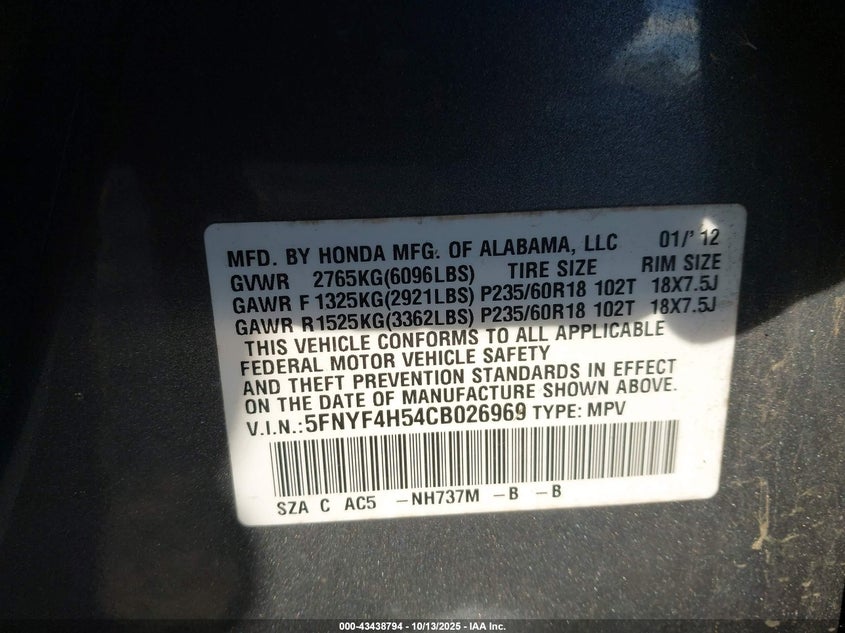 MFD. BY HONDA MFG. OF ALABAMA, LLC 01/'12
GVWR 2765KG(6096LBS) TIRE SIZE RIM SIZE
GAWR F 1325KG(2921LBS) P235/60R18 102T 18X7.5J
GAWR R1525KG(3362LBS) P235/60R18 102T 18X7.5J
THIS VEHICLE CONFORMS TO ALL APPLICABLE
FEDERAL MOTOR VEHICLE SAFETY
AND THEFT PREVENTION STANDARDS IN EFFECT
ON THE DATE OF MANUFACTURE SHOWN ABOVE.
V.I.N.:5FNYF4H54CB026969 TYPE: MPV
SZA C AC5 -NH737M -B -B
000-43438794 - 10/13/2025 - IAA Inc.